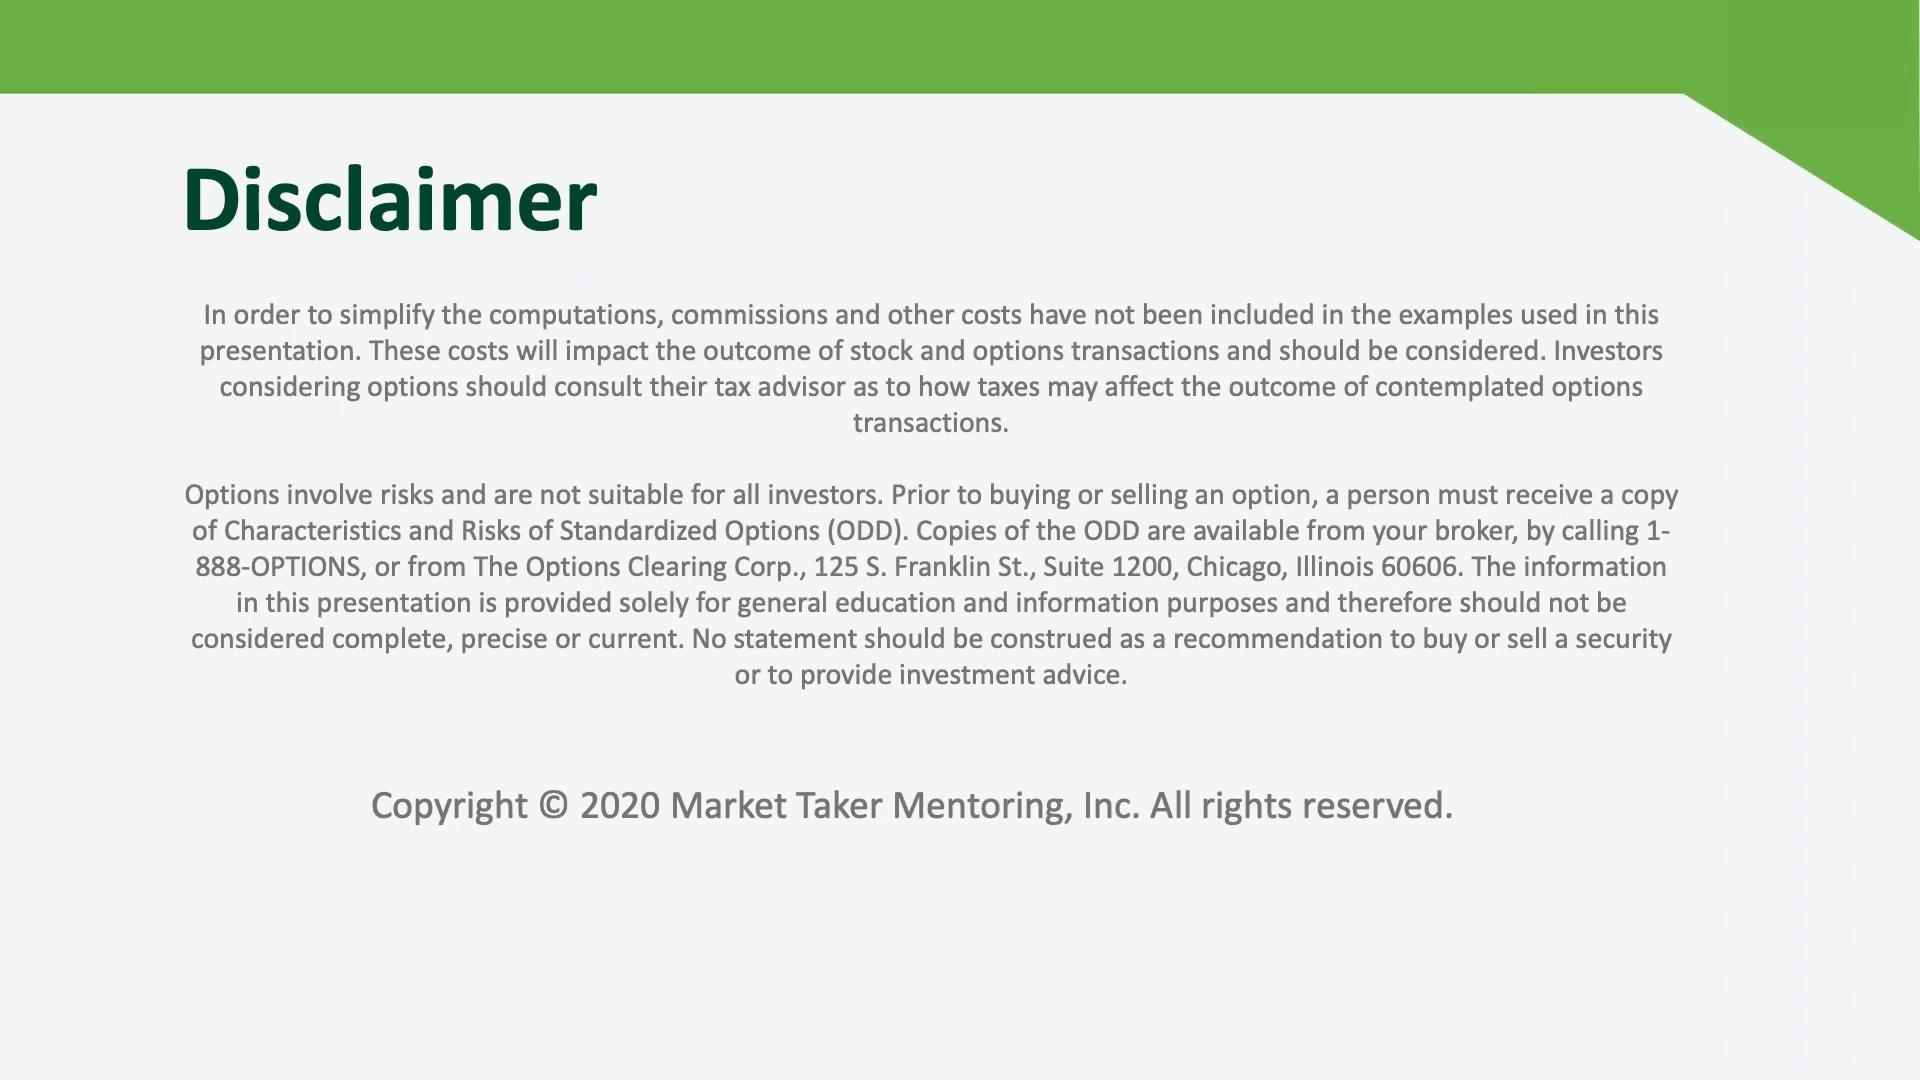 Disclaimer
In order to simplify the computations, commissions and other costs have not been included in the examples used in this
presentation. These costs will impact the outcome of stock and options transactions and should be considered. Investors
considering options should consult their tax advisor as to how taxes may affect the outcome of contemplated options
transactions.
Options involve risks and are not suitable for all investors. Prior to buying or selling an option, a person must receive a copy
of Characteristics and Risks of Standardized Options (ODD). Copies of the ODD are available from your broker, by calling 1-
888-OPTIONS, or from The Options Clearing Corp., 125 S. Franklin St., Suite 1200, Chicago, Illinois 60606. The information
in this presentation is provided solely for general education and information purposes and therefore should not be
considered complete, precise or current. No statement should be construed as a recommendation to buy or sell a security
or to provide investment advice.
Copyright © 2020 Market Taker Mentoring, Inc. All rights reserved.